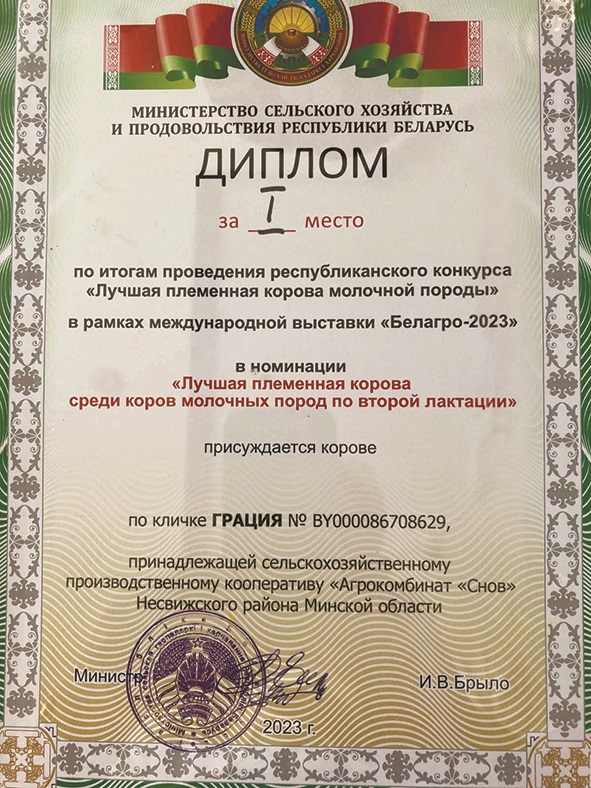 МИНИСТЕРСТВО СЕЛЬСКОГО ХОЗЯЙСТВА
И ПРОДОВОЛЬСТВИЯ РЕСПУБЛИКИ БЕЛАРУСЬ
ДИПЛОМ
за I место
по итогам проведения республиканского конкурса
«Лучшая племенная корова молочной породы»
в рамках международной выставки «Белагро-2023»
в номинации
«Лучшая племенная корова
среди коров молочных пород по второй лактации»
присуждается корове
по кличке ГРАЦИЯ № BY000086708629,
принадлежащей сельскохозяйственному
производственному кооперативу «Агрокомбинат «Снов»
Несвижского района Минской области
Министр
И.В.Брыло
2023 г.